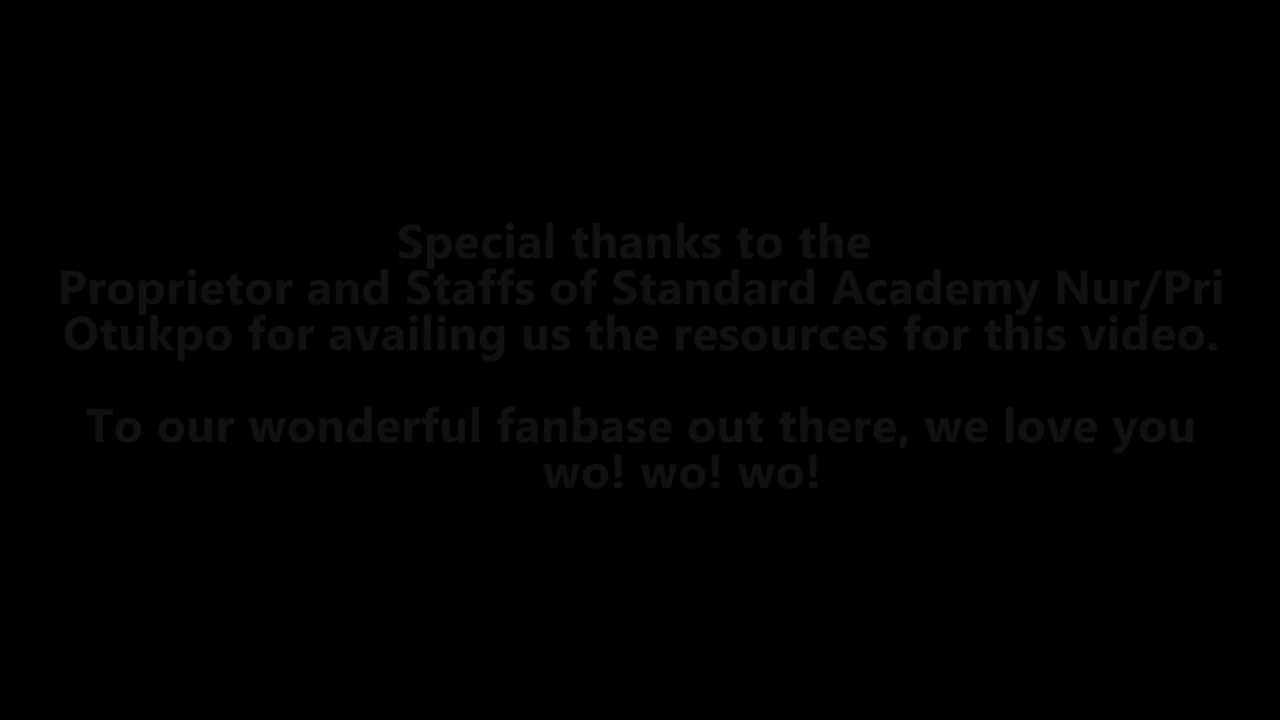 Special thanks to the
Proprietor and Staffs of Standard Academy Nur/Pri
Otukpo for availing us the resources for this video.
To our wonderful fanbase out there, we love you
wo! wo! wo!